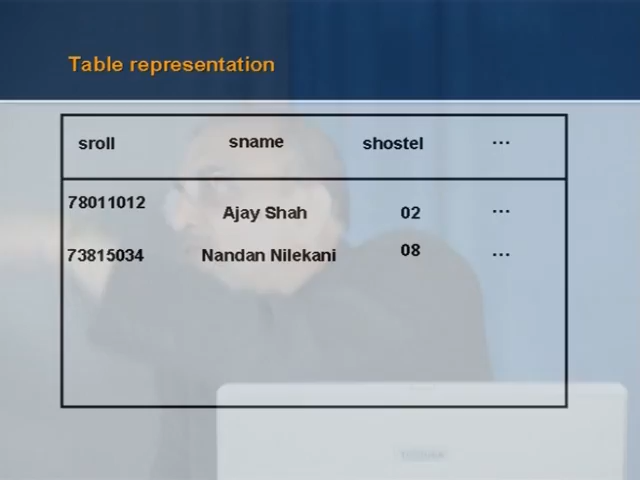 Table representation
sroll sname shostel ...
78011012 Ajay Shah 02 ...
73815034 Nandan Nilekani 08 ...